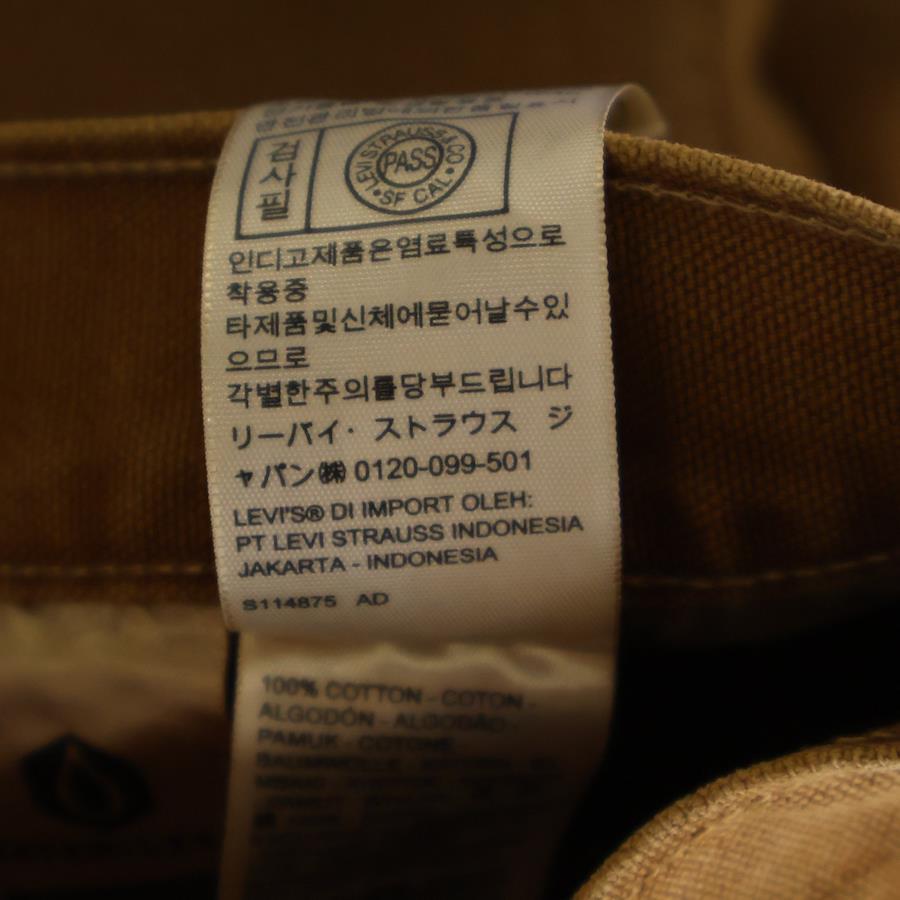 검사필
LEVI STRAUSS & CO
PASS
SF CAL
인디고제품은염료특성으로
착용중
타제품및신체에묻어날수있
으므로
각별한주의를당부드립니다
リーバイ・ストラウス ジ
ャパン㈱ 0120-099-501
LEVI'S® DI IMPORT OLEH:
PT LEVI STRAUSS INDONESIA
JAKARTA - INDONESIA
S114875 AD
100% COTTON - COTON -
ALGODÓN - ALGODÃO -
PAMUK - COTONE
BAUMWOLLE